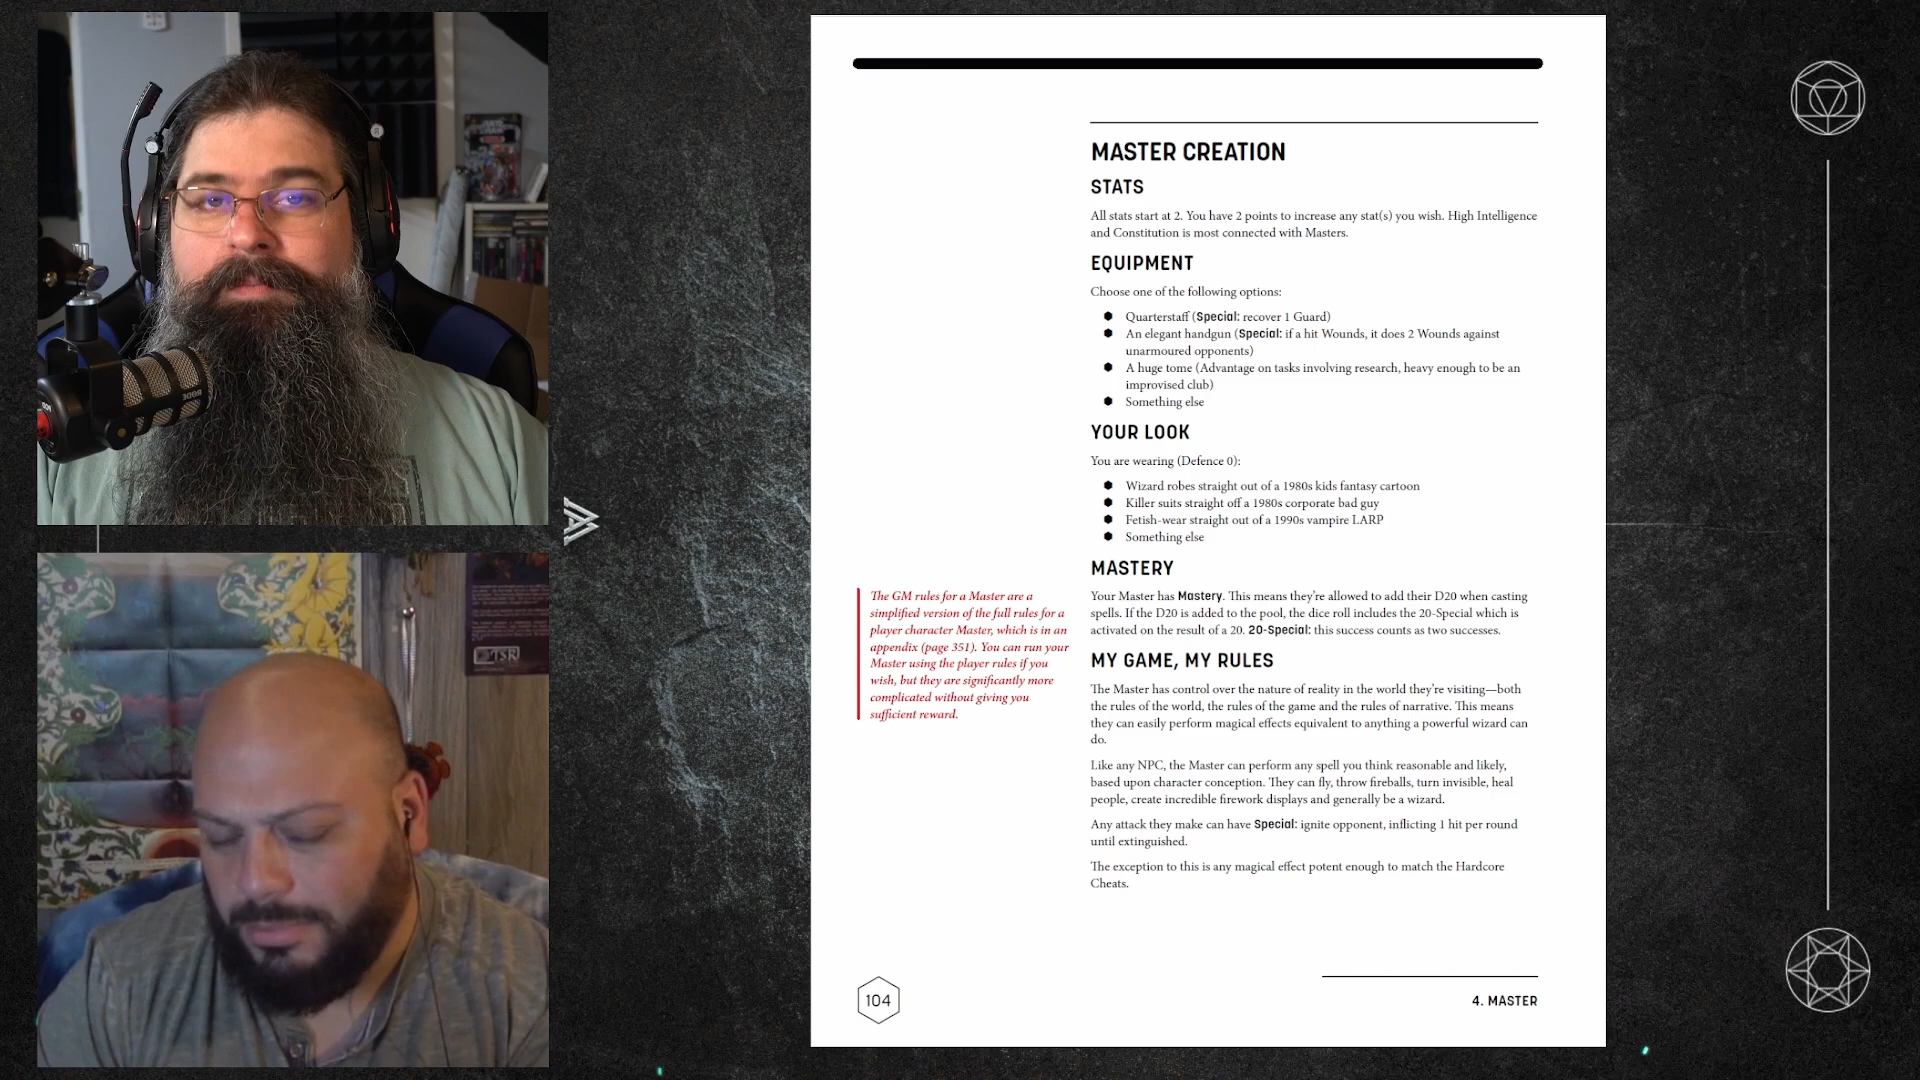 MASTER CREATION
STATS
All stats start at 2. You have 2 points to increase any stat(s) you wish. High Intelligence
and Constitution is most connected with Masters.
EQUIPMENT
Choose one of the following options:
Quarterstaff (Special: recover 1 Guard)
An elegant handgun (Special: if a hit Wounds, it does 2 Wounds against
unarmoured opponents)
A huge tome (Advantage on tasks involving research, heavy enough to be an
improvised club)
Something else
YOUR LOOK
You are wearing (Defence 0):
Wizard robes straight out of a 1980s kids fantasy cartoon
Killer suits straight off a 1980s corporate bad guy
Fetish-wear straight out of a 1990s vampire LARP
Something else
MASTERY
Your Master has Mastery. This means they're allowed to add their D20 when casting
spells. If the D20 is added to the pool, the dice roll includes the 20-Special which is
activated on the result of a 20. 20-Special: this success counts as two successes.
The GM rules for a Master are a
simplified version of the full rules for a
player character Master, which is in an
appendix (page 351). You can run your
Master using the player rules if you
wish, but they are significantly more
complicated without giving you
sufficient reward.
MY GAME, MY RULES
The Master has control over the nature of reality in the world they're visiting—both
the rules of the world, the rules of the game and the rules of narrative. This means
they can easily perform magical effects equivalent to anything a powerful wizard can
do.
Like any NPC, the Master can perform any spell you think reasonable and likely,
based upon character conception. They can fly, throw fireballs, turn invisible, heal
people, create incredible firework displays and generally be a wizard.
Any attack they make can have Special: ignite opponent, inflicting 1 hit per round
until extinguished.
The exception to this is any magical effect potent enough to match the Hardcore
Cheats.
104
4. MASTER
RØDE
TSR